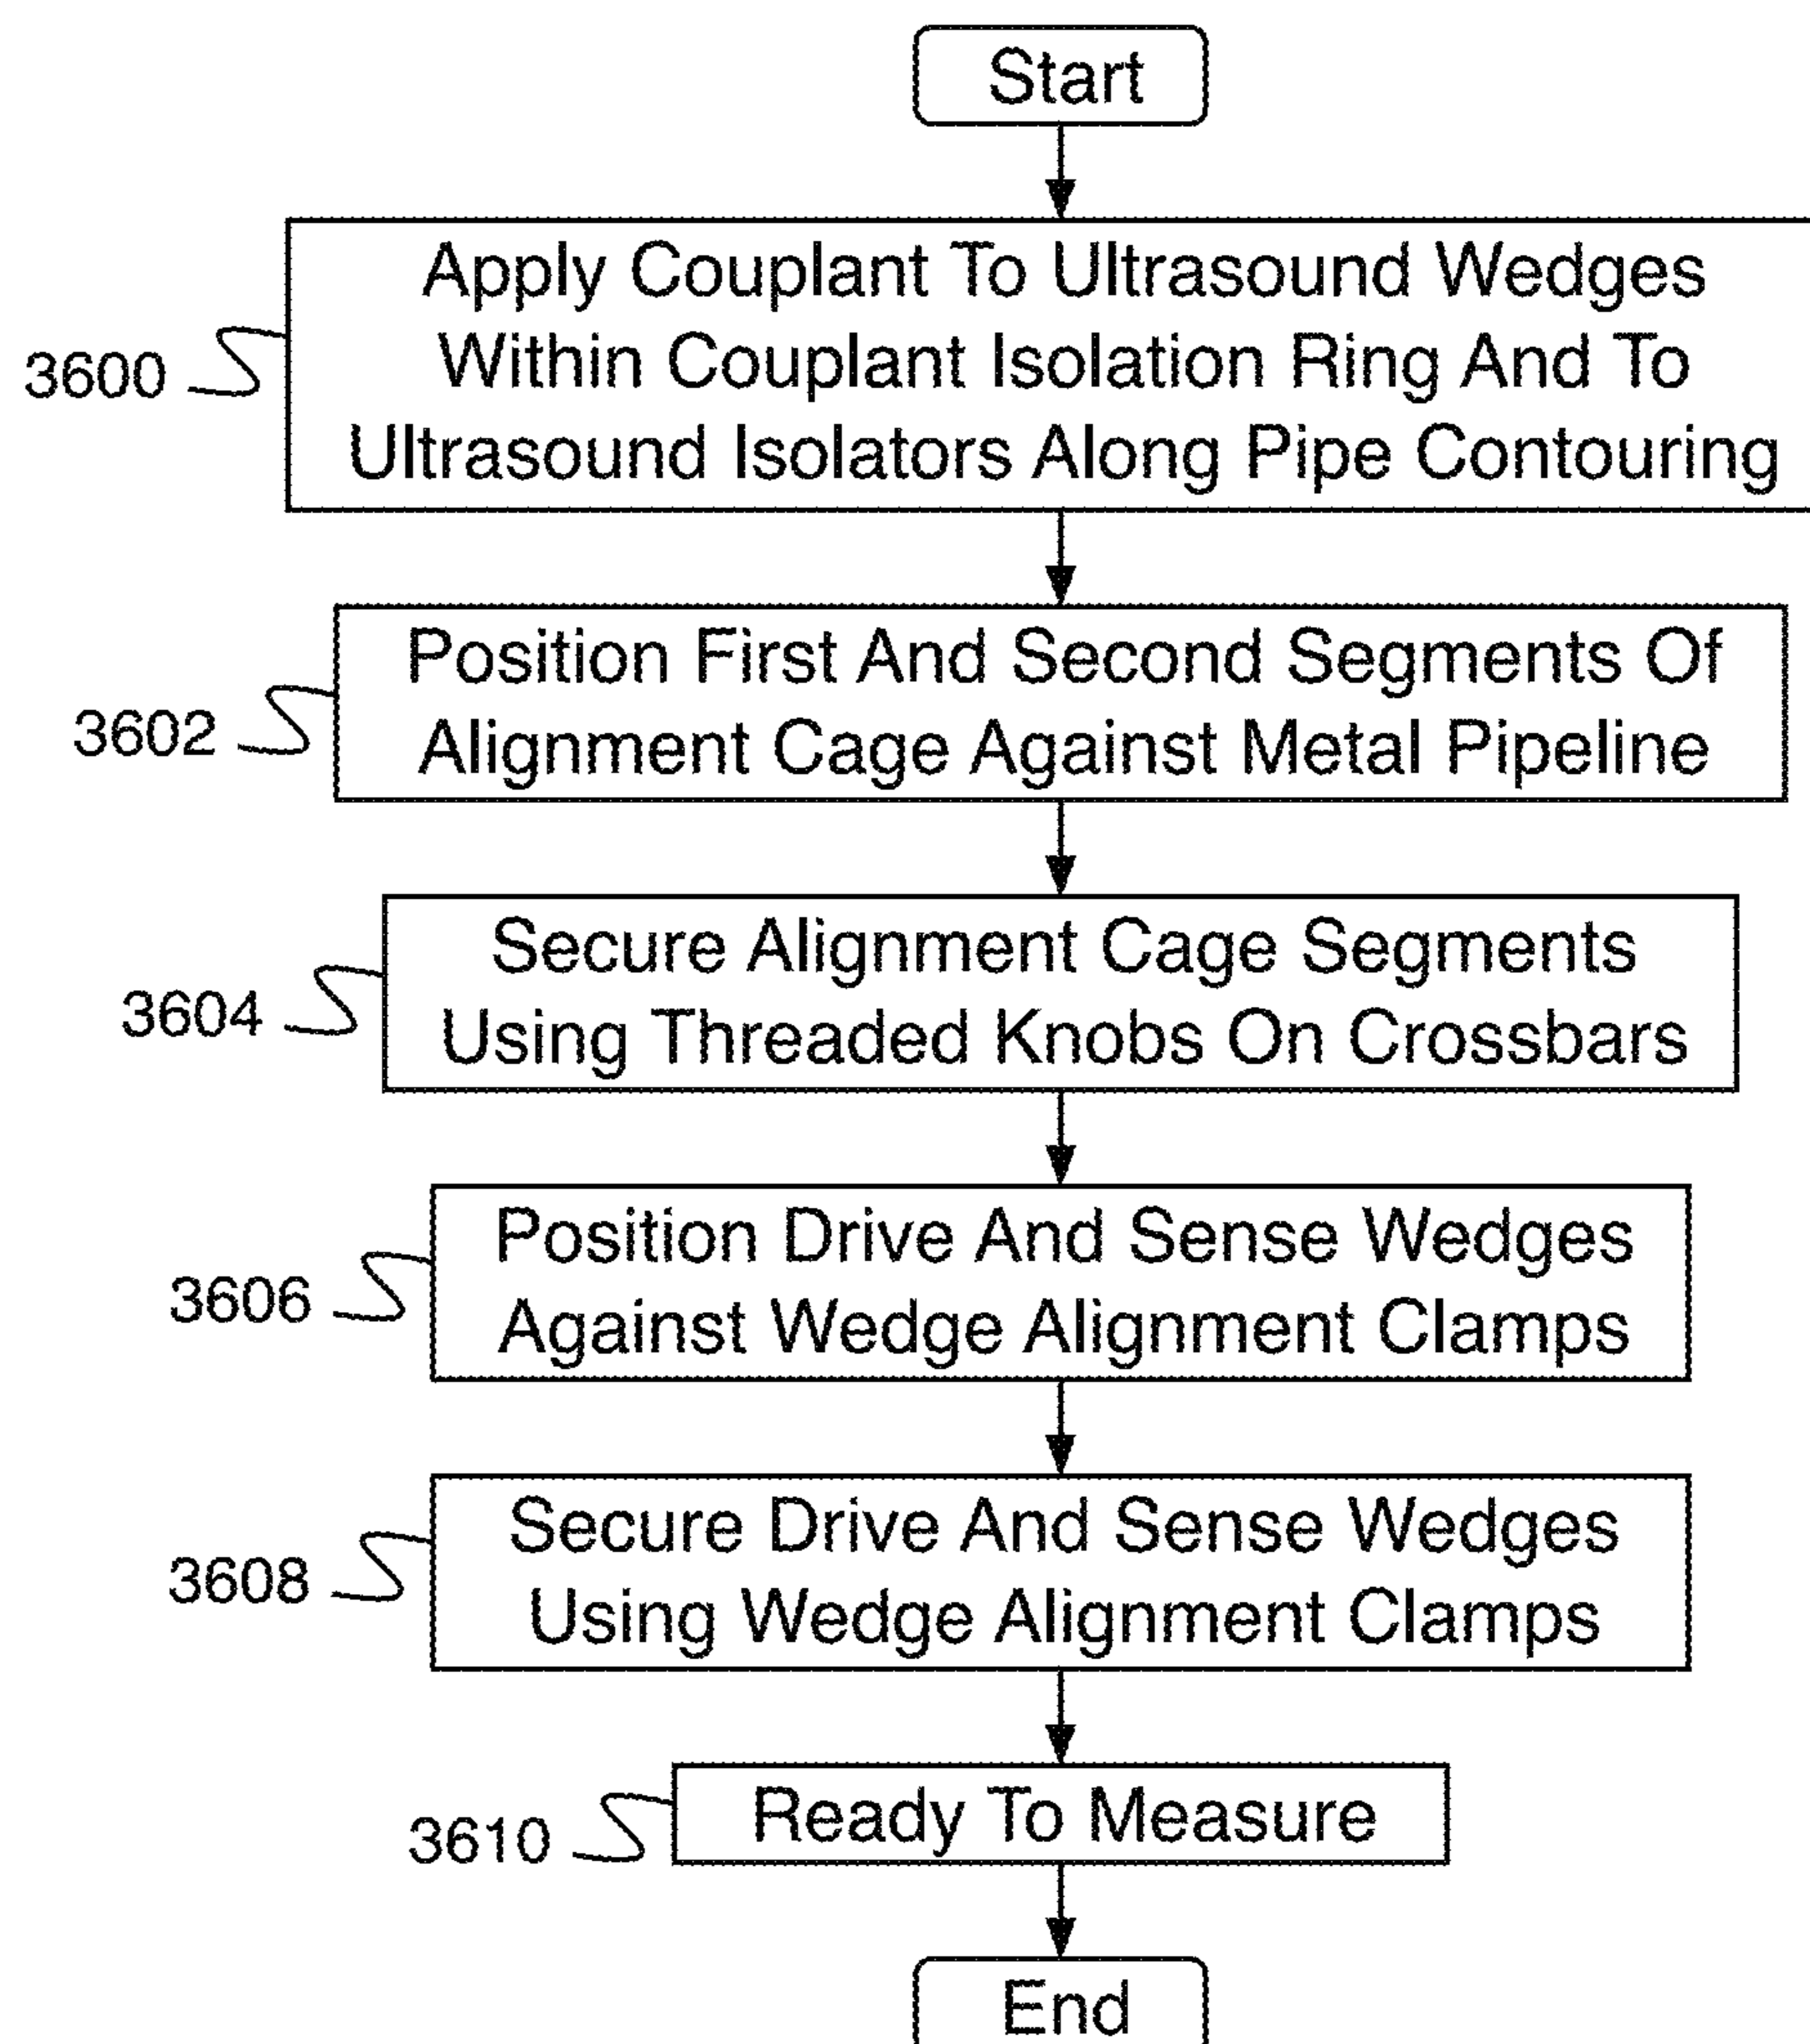 Start
Apply Couplant To Ultrasound Wedges
Within Couplant Isolation Ring And To
Ultrasound Isolators Along Pipe Contouring
3600
Position First And Second Segments Of
Alignment Cage Against Metal Pipeline
3602
Secure Alignment Cage Segments
Using Threaded Knobs On Crossbars
3604
Position Drive And Sense Wedges
Against Wedge Alignment Clamps
3606
Secure Drive And Sense Wedges
Using Wedge Alignment Clamps
3608
Ready To Measure
3610
End